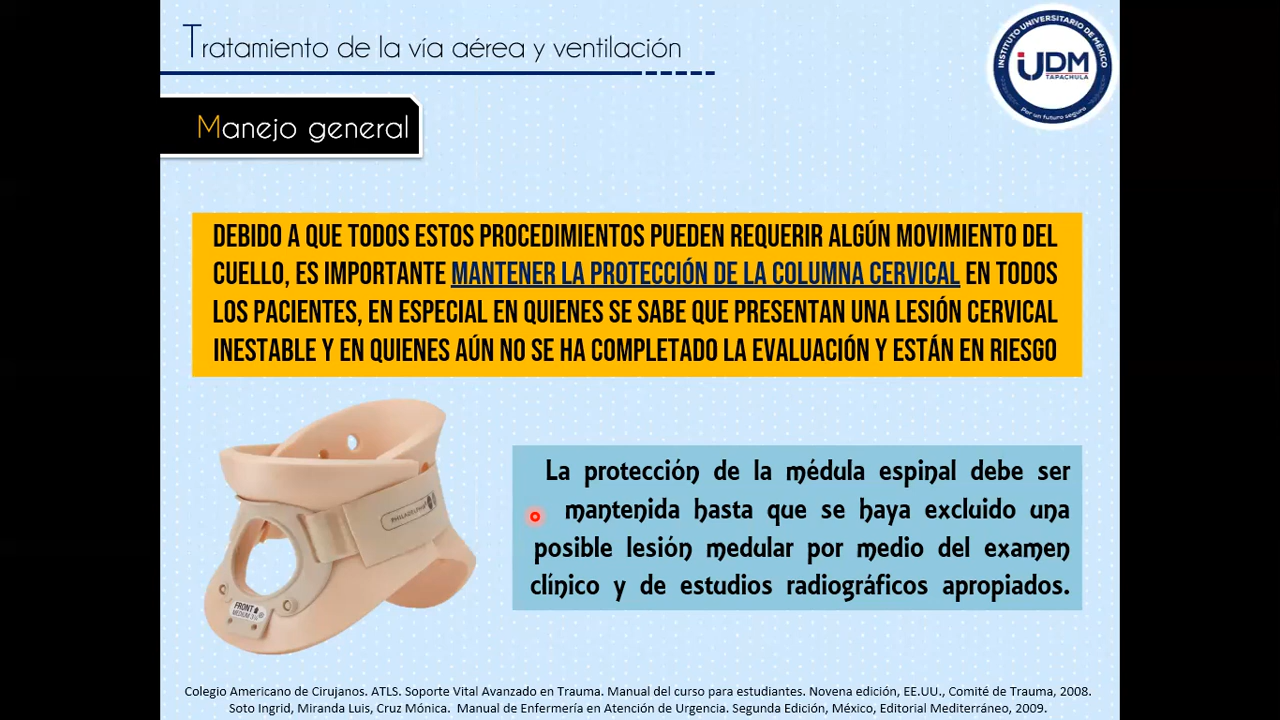 Tratamiento de la vía aérea y ventilación
INSTITUTO UNIVERSITARIO DE MÉXICO
UDM
TAPACHULA
Por un futuro seguro
Manejo general
DEBIDO A QUE TODOS ESTOS PROCEDIMIENTOS PUEDEN REQUERIR ALGÚN MOVIMIENTO DEL
CUELLO, ES IMPORTANTE MANTENER LA PROTECCIÓN DE LA COLUMNA CERVICAL EN TODOS
LOS PACIENTES, EN ESPECIAL EN QUIENES SE SABE QUE PRESENTAN UNA LESIÓN CERVICAL
INESTABLE Y EN QUIENES AÚN NO SE HA COMPLETADO LA EVALUACIÓN Y ESTÁN EN RIESGO
PHILADELPHIA
FRONT
MEDIUM
La protección de la médula espinal debe ser
mantenida hasta que se haya excluido una
posible lesión medular por medio del examen
clínico y de estudios radiográficos apropiados.
Colegio Americano de Cirujanos. ATLS. Soporte Vital Avanzado en Trauma. Manual del curso para estudiantes. Novena edición, EE.UU., Comité de Trauma, 2008.
Soto Ingrid, Miranda Luis, Cruz Mónica. Manual de Enfermería en Atención de Urgencia. Segunda Edición, México, Editorial Mediterráneo, 2009.